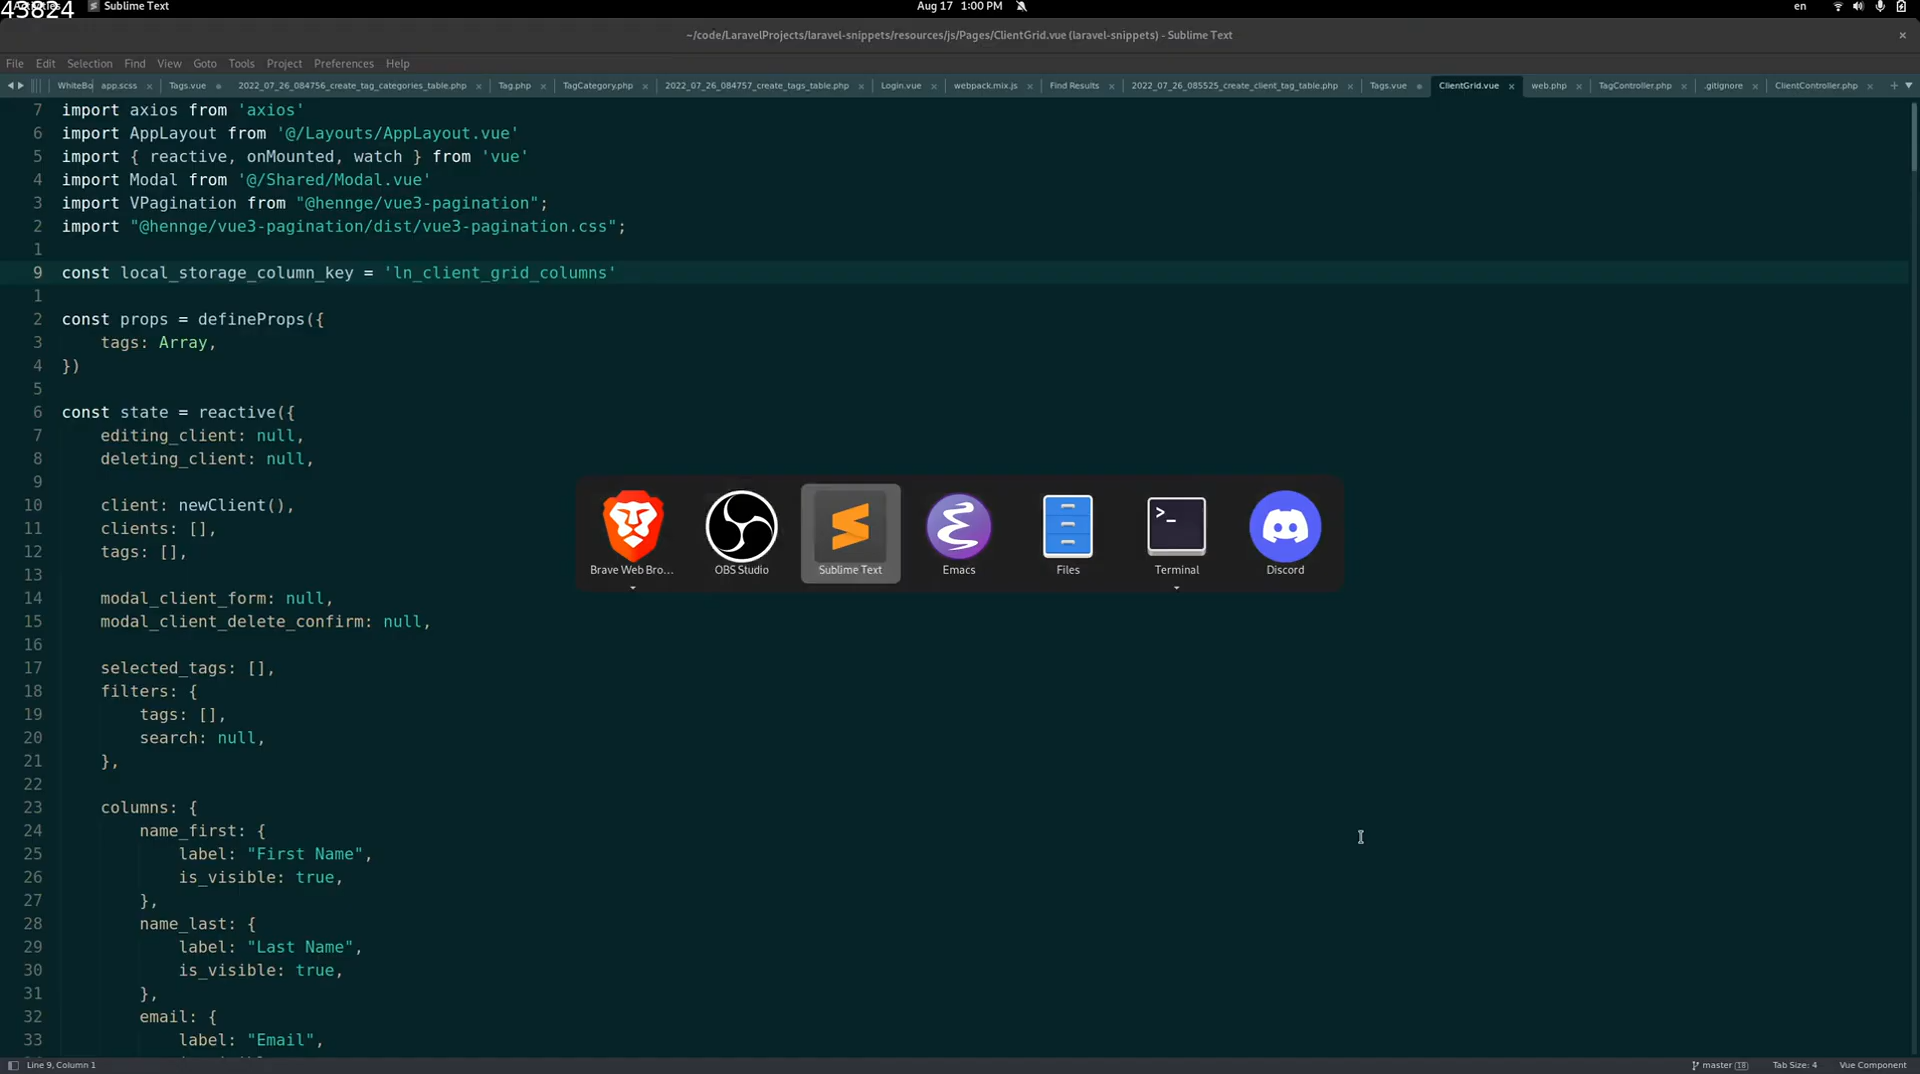 43824
Sublime Text
Aug 17 1:00 PM
en
~/code/LaravelProjects/laravel-snippets/resources/js/Pages/ClientGrid.vue (laravel-snippets) - Sublime Text
File Edit Selection Find View Goto Tools Project Preferences Help
WhiteBo app.scss Tags.vue 2022_07_26_084756_create_tag_categories_table.php Tag.php TagCategory.php 2022_07_26_084757_create_tags_table.php Login.vue webpack.mix.js Find Results 2022_07_26_085525_create_client_tag_table.php Tags.vue ClientGrid.vue web.php TagController.php .gitignore ClientController.php
7 import axios from 'axios'
6 import AppLayout from '@/Layouts/AppLayout.vue'
5 import { reactive, onMounted, watch } from 'vue'
4 import Modal from '@/Shared/Modal.vue'
3 import VPagination from "@hennge/vue3-pagination";
2 import "@hennge/vue3-pagination/dist/vue3-pagination.css";
1
9 const local_storage_column_key = 'ln_client_grid_columns'
1
2 const props = defineProps({
3 tags: Array,
4 })
5
6 const state = reactive({
7 editing_client: null,
8 deleting_client: null,
9
10 client: newClient(),
11 clients: [],
12 tags: [],
13
14 modal_client_form: null,
15 modal_client_delete_confirm: null,
16
17 selected_tags: [],
18 filters: {
19 tags: [],
20 search: null,
21 },
22
23 columns: {
24 name_first: {
25 label: "First Name",
26 is_visible: true,
27 },
28 name_last: {
29 label: "Last Name",
30 is_visible: true,
31 },
32 email: {
33 label: "Email",
Brave Web Bro... OBS Studio Sublime Text Emacs Files Terminal Discord
Line 9, Column 1
master 18 Tab Size: 4 Vue Component